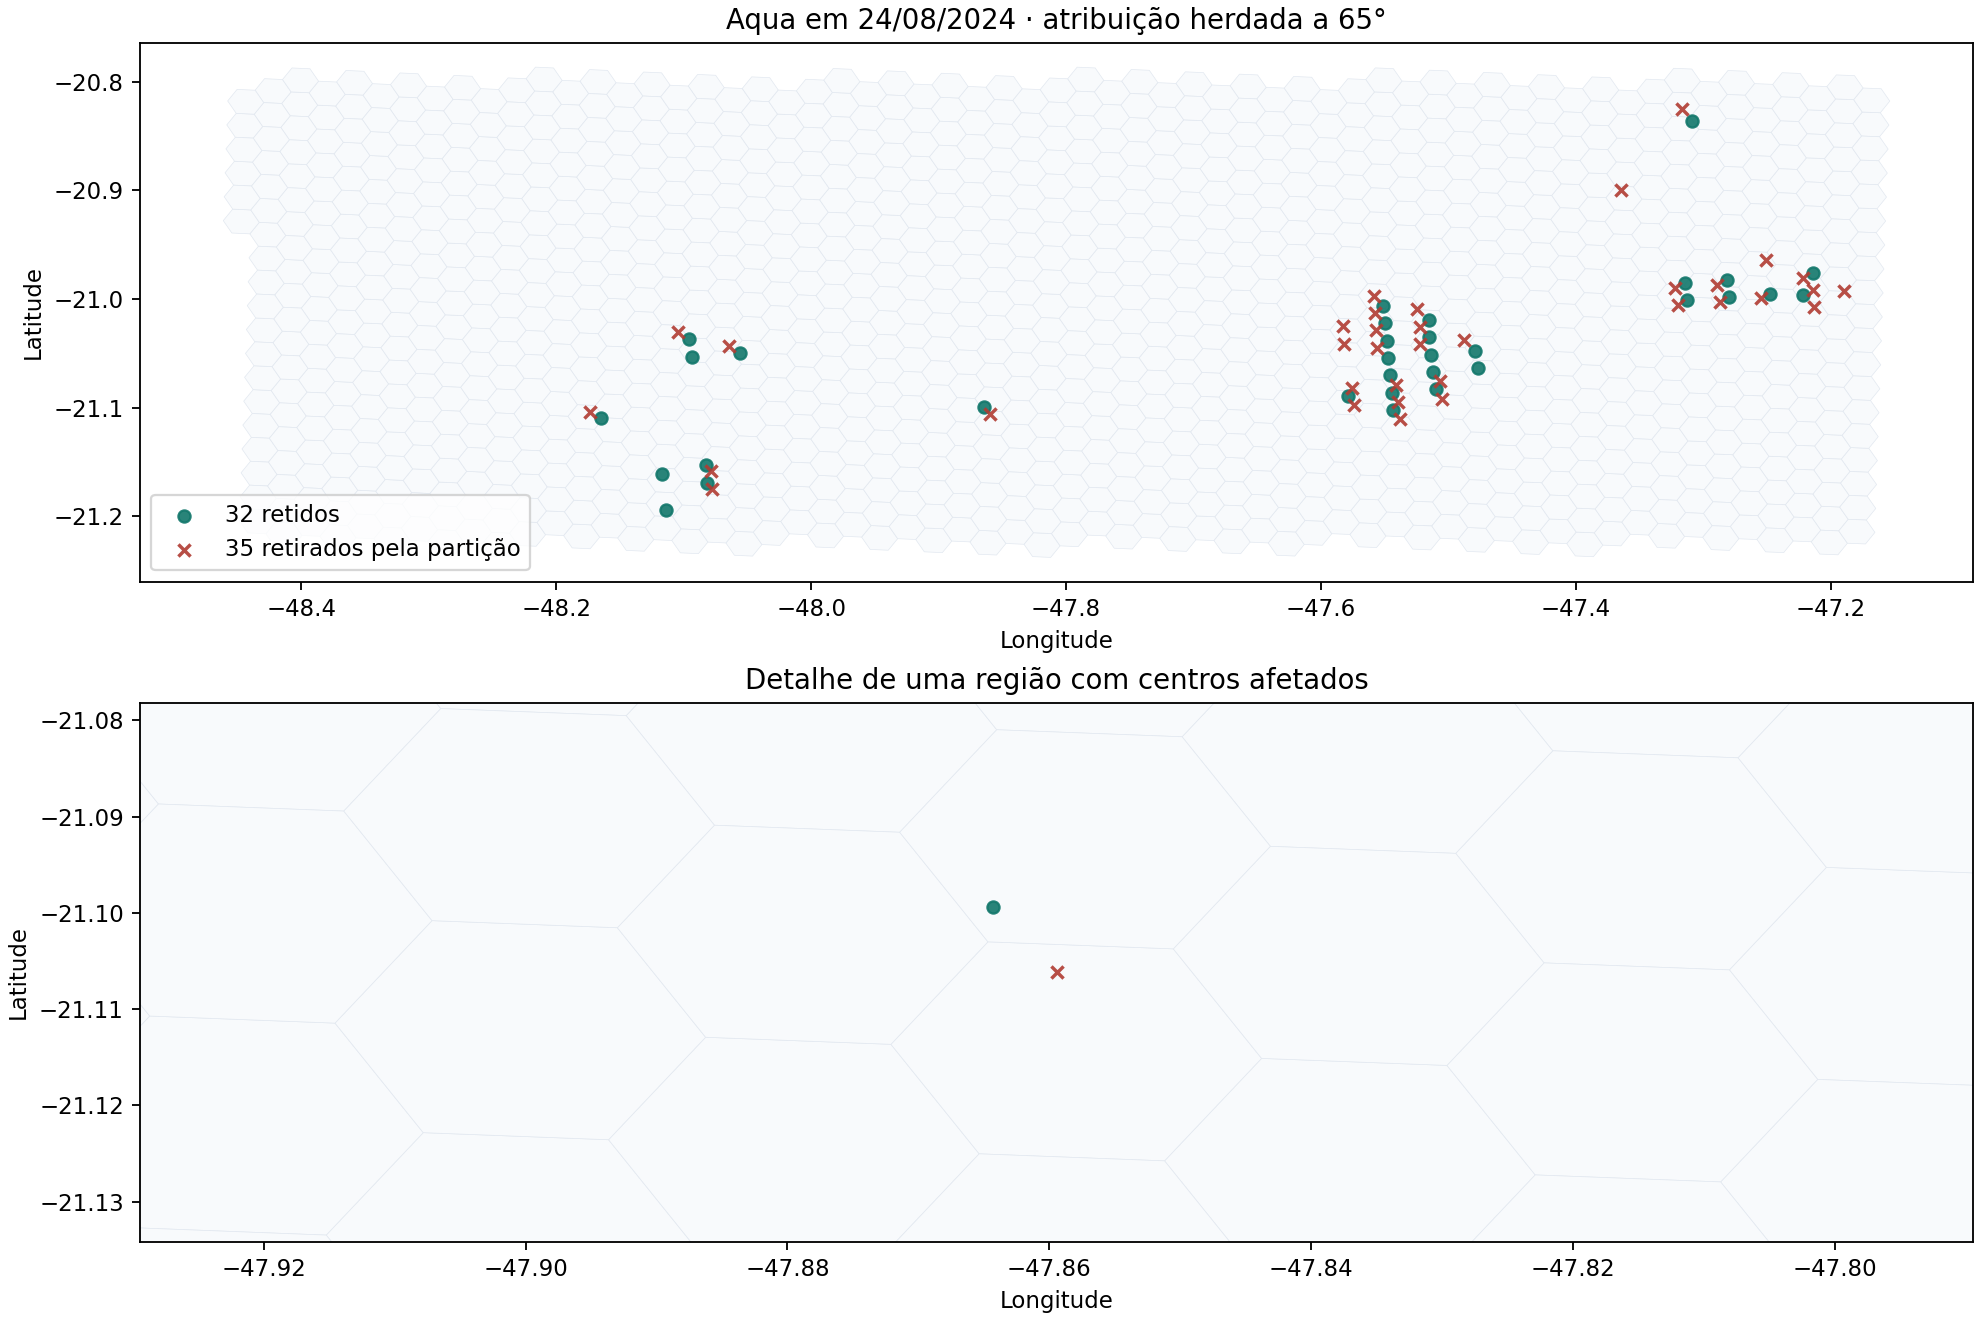 Aqua em 24/08/2024 · atribuição herdada a 65°
Latitude
−20.8
−20.9
−21.0
−21.1
−21.2
32 retidos
35 retirados pela partição
−48.4 −48.2 −48.0 −47.8 −47.6 −47.4 −47.2
Longitude
Detalhe de uma região com centros afetados
Latitude
−21.08
−21.09
−21.10
−21.11
−21.12
−21.13
−47.92 −47.90 −47.88 −47.86 −47.84 −47.82 −47.80
Longitude